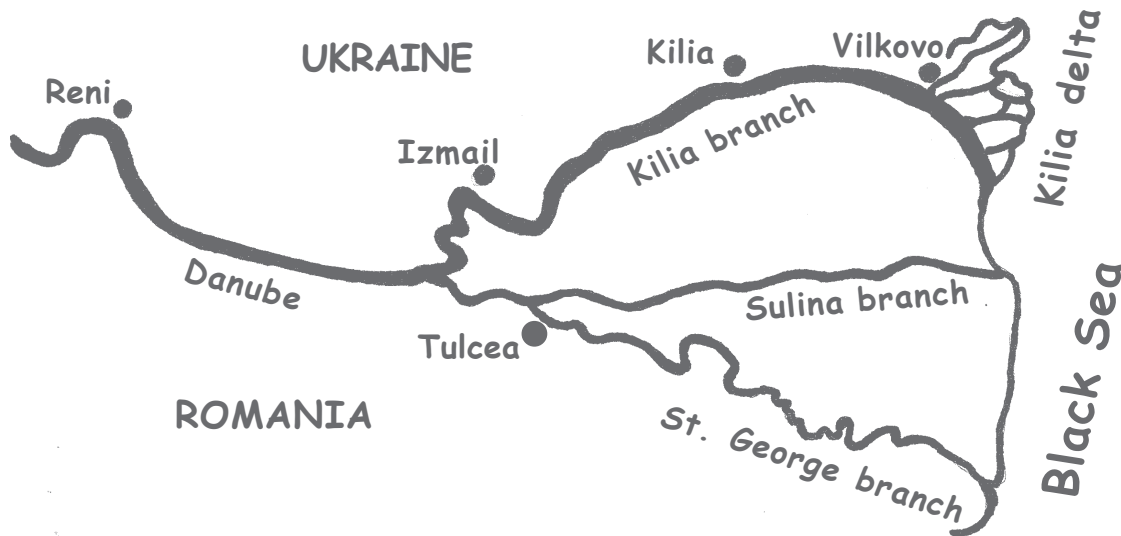 UKRAINE
Kilia
Vilkovo
Reni
Izmail
Kilia branch
Kilia delta
Danube
Sulina branch
Tulcea
ROMANIA
St. George branch
Black Sea